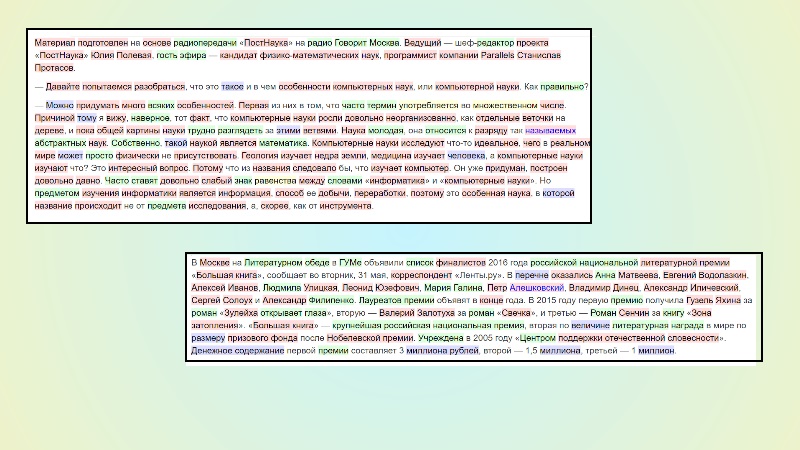 Материал подготовлен на основе радиопередачи «ПостНаука» на радио Говорит Москва. Ведущий — шеф-редактор проекта
«ПостНаука» Юлия Полевая, гость эфира — кандидат физико-математических наук, программист компании Parallels Станислав
Протасов.
— Давайте попытаемся разобраться, что это такое и в чем особенности компьютерных наук, или компьютерной науки. Как правильно?
— Можно придумать много всяких особенностей. Первая из них в том, что часто термин употребляется во множественном числе.
Причиной тому я вижу, наверное, тот факт, что компьютерные науки росли довольно неорганизованно, как отдельные веточки на
дереве, и пока общей картины науки трудно разглядеть за этими ветвями. Наука молодая, она относится к разряду так называемых
абстрактных наук. Собственно, такой наукой является математика. Компьютерные науки исследуют что-то идеальное, чего в реальном
мире может просто физически не присутствовать. Геология изучает недра земли, медицина изучает человека, а компьютерные науки
изучают что? Это интересный вопрос. Потому что из названия следовало бы, что изучает компьютер. Он уже придуман, построен
довольно давно. Часто ставят довольно слабый знак равенства между словами «информатика» и «компьютерные науки». Но
предметом изучения информатики является информация, способ ее добычи, переработки, поэтому это особенная наука, в которой
название происходит не от предмета исследования, а, скорее, как от инструмента.
В Москве на Литературном обеде в ГУМе объявили список финалистов 2016 года российской национальной литературной премии
«Большая книга», сообщает во вторник, 31 мая, корреспондент «Ленты.ру». В перечне оказались Анна Матвеева, Евгений Водолазкин,
Алексей Иванов, Людмила Улицкая, Леонид Юзефович, Мария Галина, Петр Алешковский, Владимир Динец, Александр Иличевский,
Сергей Солоух и Александр Филипенко. Лауреатов премии объявят в конце года. В 2015 году первую премию получила Гузель Яхина за
роман «Зулейха открывает глаза», вторую — Валерий Залотуха за роман «Свечка», и третью — Роман Сенчин за книгу «Зона
затопления». «Большая книга» — крупнейшая российская национальная премия, вторая по величине литературная награда в мире по
размеру призового фонда после Нобелевской премии. Учреждена в 2005 году «Центром поддержки отечественной словесности».
Денежное содержание первой премии составляет 3 миллиона рублей, второй — 1,5 миллиона, третьей — 1 миллион.